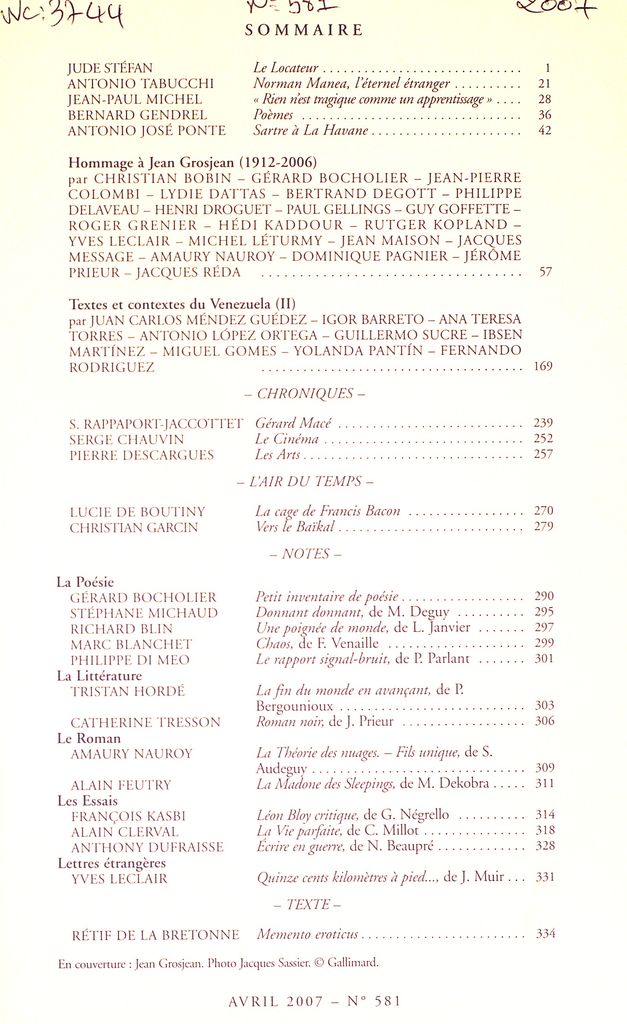 WC: 3744 N° 581 2007
SOMMAIRE
JUDE STÉFAN Le Locateur . . . . . . . . . . . . . . . . . . . . . . . . . . . . . 1
ANTONIO TABUCCHI Norman Manea, l'éternel étranger . . . . . . . . . . 21
JEAN-PAUL MICHEL « Rien n'est tragique comme un apprentissage » . . . . 28
BERNARD GENDREL Poèmes . . . . . . . . . . . . . . . . . . . . . . . . . . . . . . . . 36
ANTONIO JOSÉ PONTE Sartre à La Havane . . . . . . . . . . . . . . . . . . . . . . 42
Hommage à Jean Grosjean (1912-2006)
par CHRISTIAN BOBIN – GÉRARD BOCHOLIER – JEAN-PIERRE
COLOMBI – LYDIE DATTAS – BERTRAND DEGOTT – PHILIPPE
DELAVEAU – HENRI DROGUET – PAUL GELLINGS – GUY GOFFETTE –
ROGER GRENIER – HÉDI KADDOUR – RUTGER KOPLAND –
YVES LECLAIR – MICHEL LÉTURMY – JEAN MAISON – JACQUES
MESSAGE – AMAURY NAUROY – DOMINIQUE PAGNIER – JÉRÔME
PRIEUR – JACQUES RÉDA . . . . . . . . . . . . . . . . . . . . . . . . . . . . . . . . . . . . . . 57
Textes et contextes du Venezuela (II)
par JUAN CARLOS MÉNDEZ GUÉDEZ – IGOR BARRETO – ANA TERESA
TORRES – ANTONIO LÓPEZ ORTEGA – GUILLERMO SUCRE – IBSEN
MARTÍNEZ – MIGUEL GOMES – YOLANDA PANTÍN – FERNANDO
RODRIGUEZ . . . . . . . . . . . . . . . . . . . . . . . . . . . . . . . . . . . . . . 169
– CHRONIQUES –
S. RAPPAPORT-JACCOTTET Gérard Macé . . . . . . . . . . . . . . . . . . . . . . . . . . . 239
SERGE CHAUVIN Le Cinéma . . . . . . . . . . . . . . . . . . . . . . . . . . . . . 252
PIERRE DESCARGUES Les Arts . . . . . . . . . . . . . . . . . . . . . . . . . . . . . . . . 257
– L'AIR DU TEMPS –
LUCIE DE BOUTINY La cage de Francis Bacon . . . . . . . . . . . . . . . . . 270
CHRISTIAN GARCIN Vers le Baïkal . . . . . . . . . . . . . . . . . . . . . . . . . . . 279
– NOTES –
La Poésie
GÉRARD BOCHOLIER Petit inventaire de poésie . . . . . . . . . . . . . . . . . . 290
STÉPHANE MICHAUD Donnant donnant, de M. Deguy . . . . . . . . . . 295
RICHARD BLIN Une poignée de monde, de L. Janvier . . . . . . . 297
MARC BLANCHET Chaos, de F. Venaille . . . . . . . . . . . . . . . . . . . . . 299
PHILIPPE DI MEO Le rapport signal-bruit, de P. Parlant . . . . . . . 301
La Littérature
TRISTAN HORDÉ La fin du monde en avançant, de P.
Bergounioux . . . . . . . . . . . . . . . . . . . . . . . . . . . 303
CATHERINE TRESSON Roman noir, de J. Prieur . . . . . . . . . . . . . . . . . . 306
Le Roman
AMAURY NAUROY La Théorie des nuages. – Fils unique, de S.
Audeguy . . . . . . . . . . . . . . . . . . . . . . . . . . . . . . . 309
ALAIN FEUTRY La Madone des Sleepings, de M. Dekobra . . . . . 311
Les Essais
FRANÇOIS KASBI Léon Bloy critique, de G. Négrello . . . . . . . . . . 314
ALAIN CLERVAL La Vie parfaite, de C. Millot . . . . . . . . . . . . . . . 318
ANTHONY DUFRAISSE Écrire en guerre, de N. Beaupré . . . . . . . . . . . . . 328
Lettres étrangères
YVES LECLAIR Quinze cents kilomètres à pied..., de J. Muir . . . 331
– TEXTE –
RÉTIF DE LA BRETONNE Memento eroticus . . . . . . . . . . . . . . . . . . . . . . . . 334
En couverture : Jean Grosjean. Photo Jacques Sassier. © Gallimard.
AVRIL 2007 – N° 581